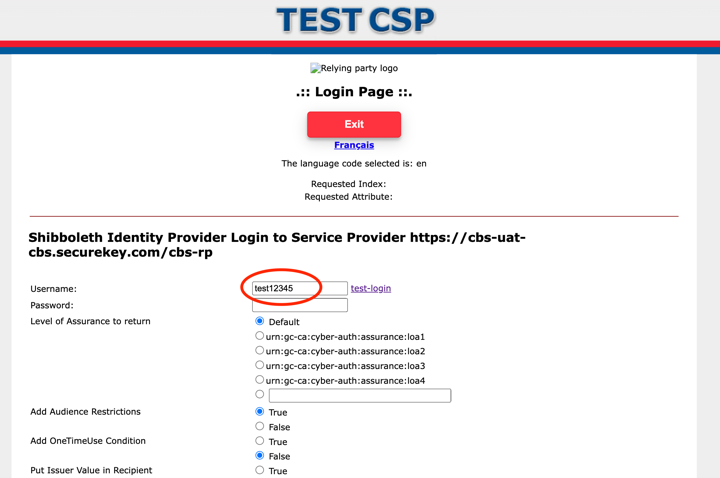 TEST CSP
Relying party logo
.:: Login Page ::.
Exit
Français
The language code selected is: en
Requested Index:
Requested Attribute:
Shibboleth Identity Provider Login to Service Provider https://cbs-uat-
cbs.securekey.com/cbs-rp
Username: test12345 test-login
Password:
Level of Assurance to return Default
urn:gc-ca:cyber-auth:assurance:loa1
urn:gc-ca:cyber-auth:assurance:loa2
urn:gc-ca:cyber-auth:assurance:loa3
urn:gc-ca:cyber-auth:assurance:loa4
Add Audience Restrictions True
False
Add OneTimeUse Condition True
False
Put Issuer Value in Recipient True